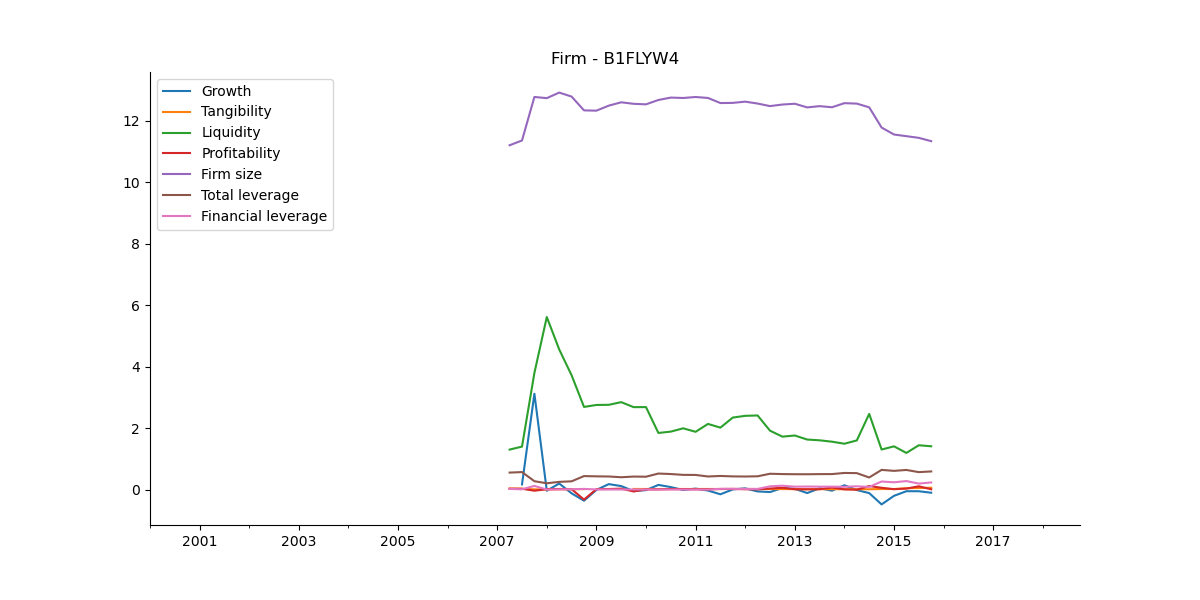 Firm - B1FLYW4
Growth
Tangibility
Liquidity
Profitability
Firm size
Total leverage
Financial leverage
12
10
8
6
4
2
0
2001 2003 2005 2007 2009 2011 2013 2015 2017